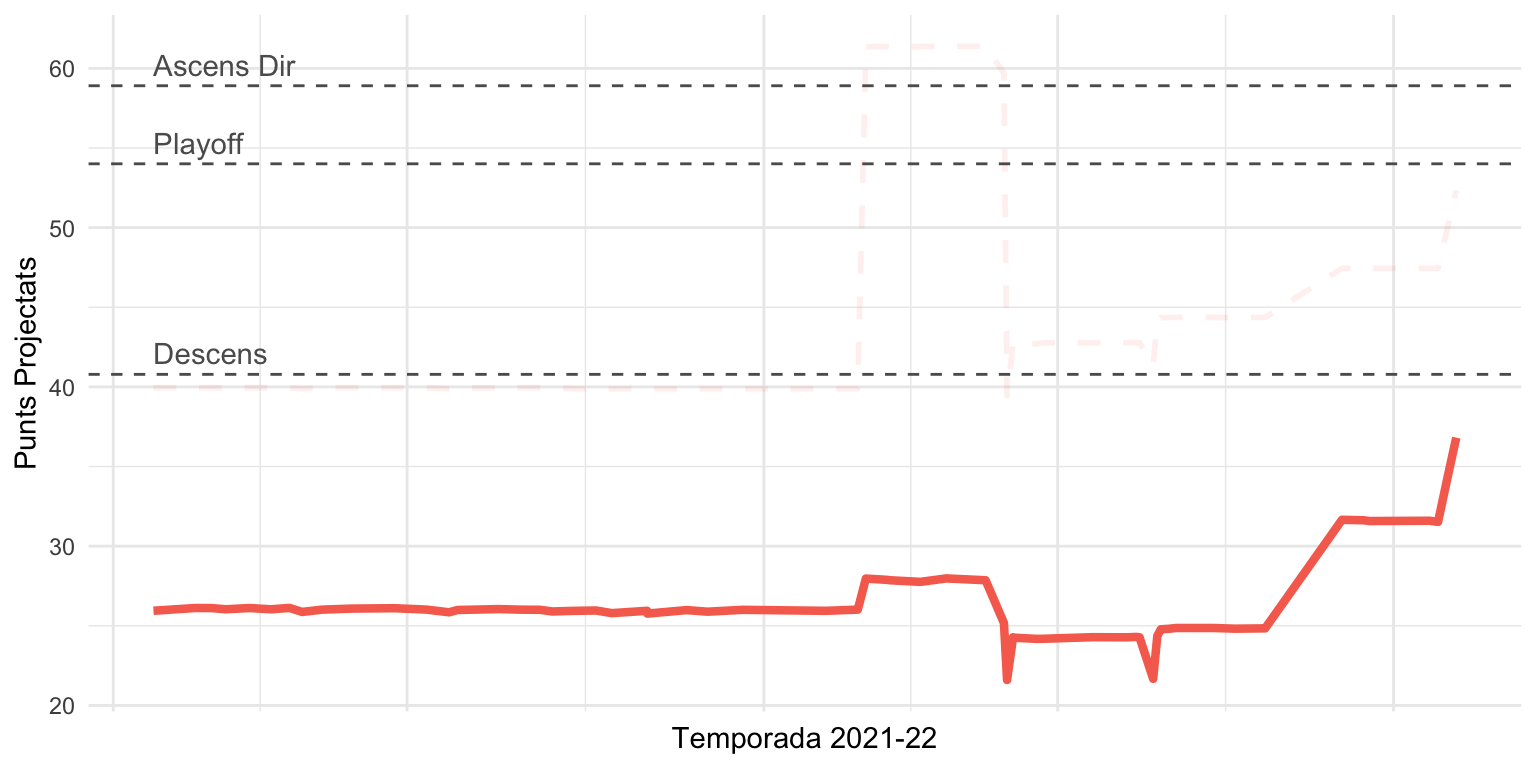 60
50
40
30
20
Ascens Dir
Playoff
Descens
Punts Projectats
Temporada 2021-22